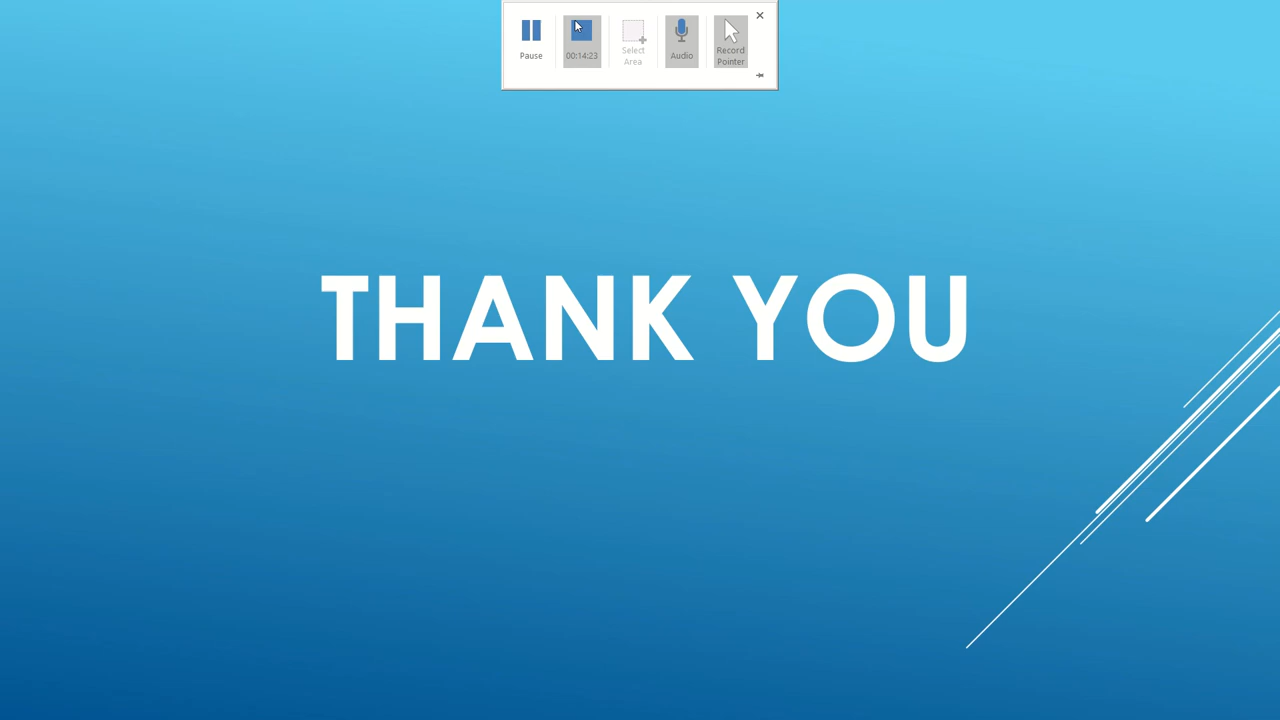 Pause
00:14:23
Select
Area
Audio
Record
Pointer
THANK YOU